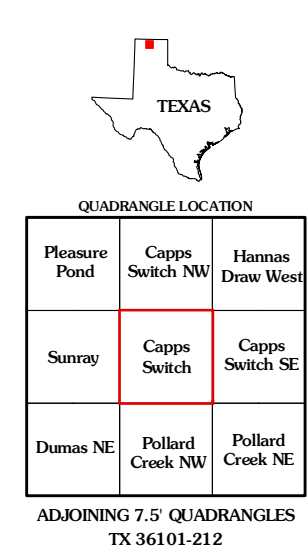 TEXAS
QUADRANGLE LOCATION
Pleasure Pond
Capps Switch NW
Hannas Draw West
Sunray
Capps Switch
Capps Switch SE
Dumas NE
Pollard Creek NW
Pollard Creek NE
ADJOINING 7.5' QUADRANGLES
TX 36101-212